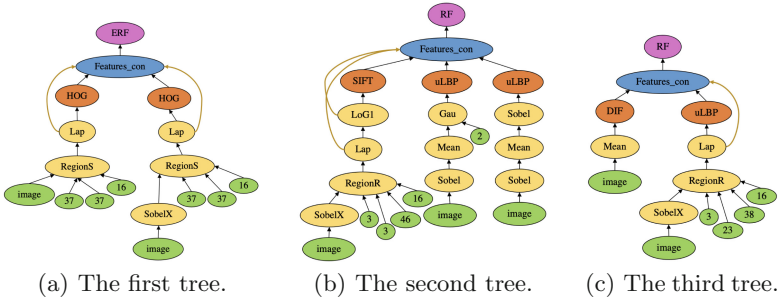 ERF
Features_con
HOG
HOG
Lap
Lap
RegionS
RegionS
image
37
37
16
SobelX
37
37
16
image
(a) The first tree.
RF
Features_con
SIFT
uLBP
uLBP
LoG1
Gau
Sobel
2
Lap
Mean
Mean
RegionR
Sobel
Sobel
16
SobelX
3
3
46
image
image
image
(b) The second tree.
RF
Features_con
DIF
uLBP
Mean
Lap
image
RegionR
16
SobelX
3
23
38
image
(c) The third tree.